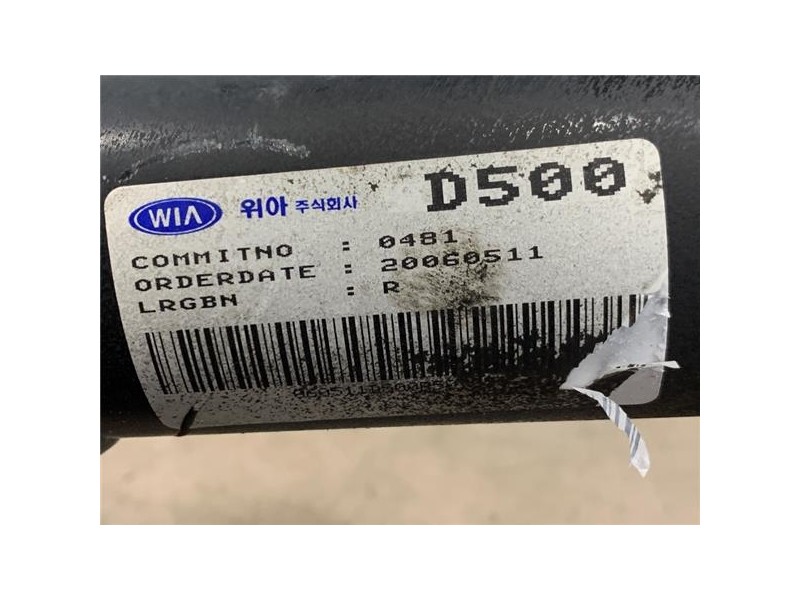 WIA 위아 주식회사 D500
COMMITNO : 0481
ORDERDATE : 20060511
LRGBN : R